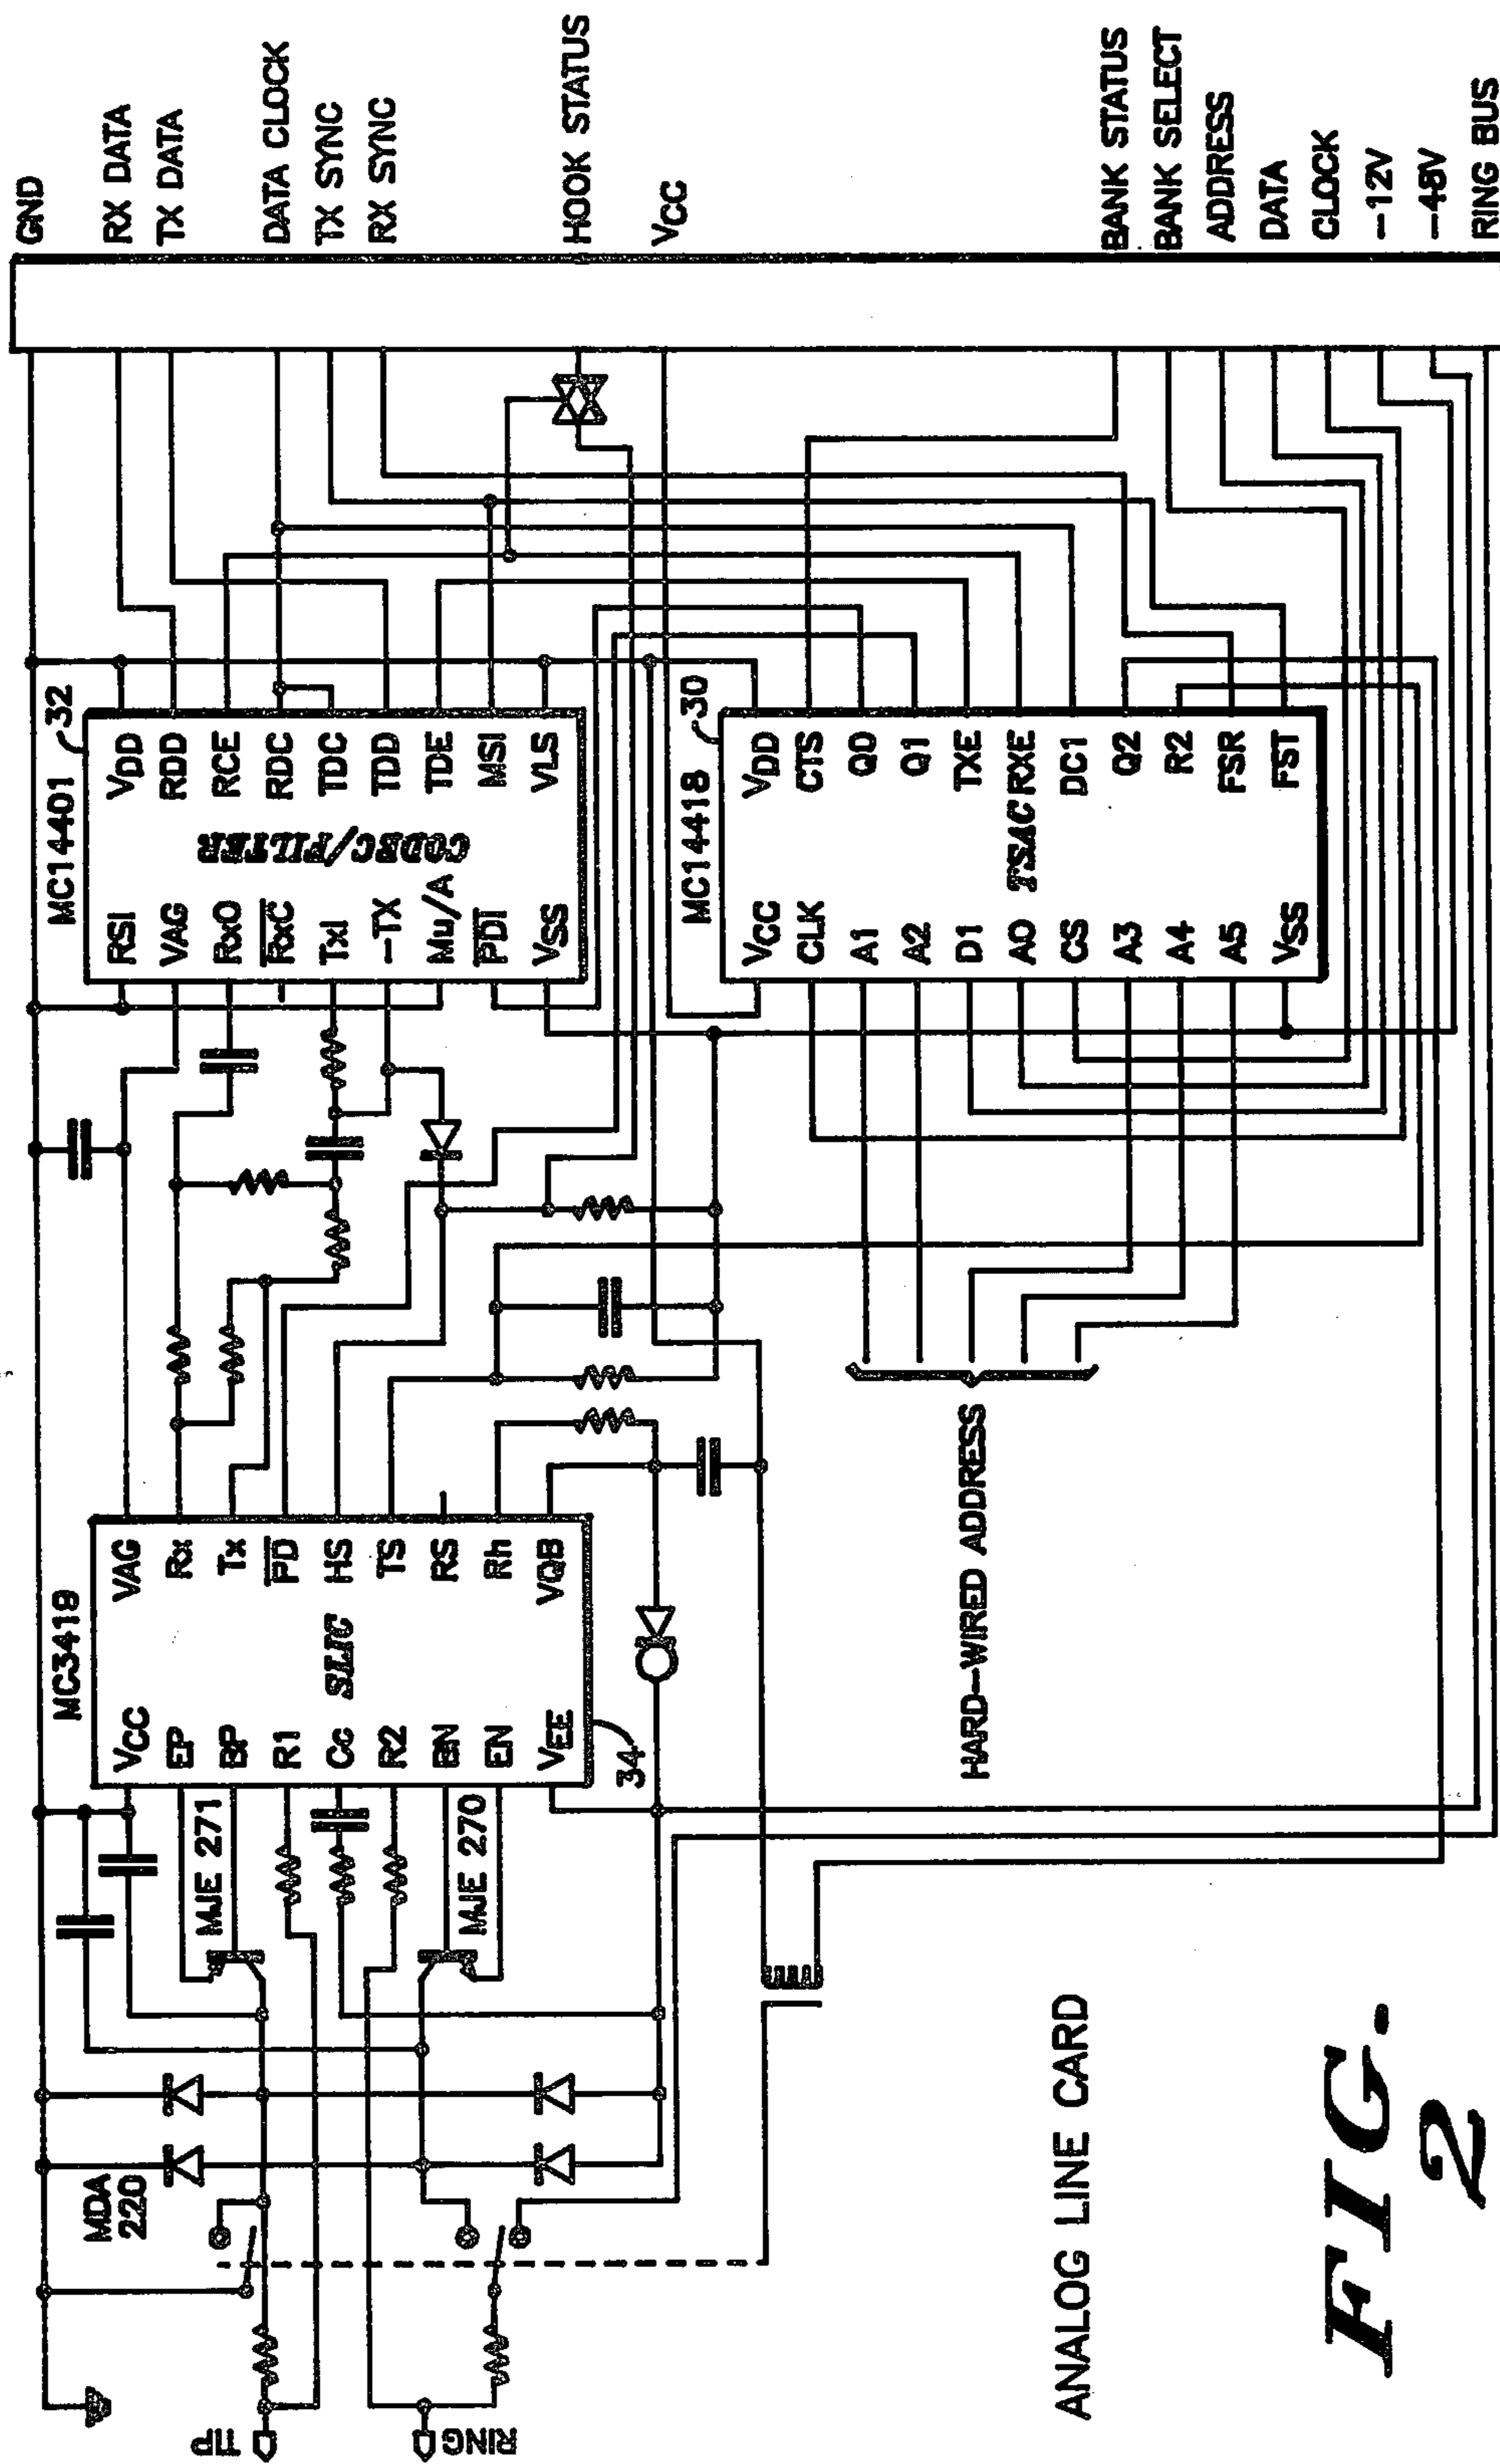 GND
RX DATA
TX DATA
DATA CLOCK
TX SYNC
RX SYNC
HOOK STATUS
VCC
BANK STATUS
BANK SELECT
ADDRESS
DATA
CLOCK
-12V
-48V
RING BUS
MC14401
32
RSI
VAG
RxO
RxC
TxI
-TX
Mu/A
PDI
VSS
CODEC/FILTER
VDD
RDD
RCE
RDC
TDC
TDD
TDE
MSI
VLS
MC14418
30
VCC
CLK
A1
A2
D1
A0
CS
A3
A4
A5
VSS
TSAC
VDD
CTS
Q0
Q1
TXE
RXE
DC1
Q2
R2
FSR
FST
MC3419
VCC
EP
BP
R1
Cc
R2
BN
EN
VEE
SLIC
VAG
Rx
Tx
PD
HS
TS
RS
Rh
VQB
34
MJE 271
MJE 270
MDA
220
TIP
RING
HARD-WIRED ADDRESS
ANALOG LINE CARD
FIG.
2